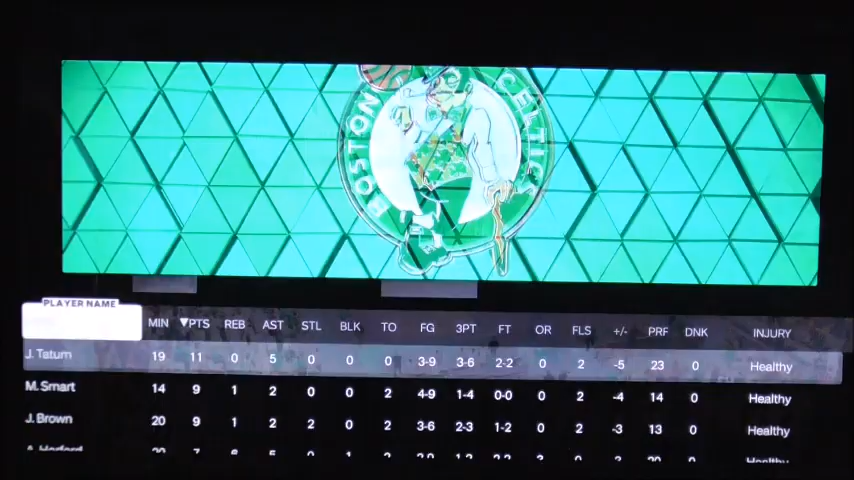 BOSTON CELTICS
PLAYER NAME MIN ▼PTS REB AST STL BLK TO FG 3PT FT OR FLS +/- PRF DNK INJURY
J. Tatum 19 11 0 5 0 0 0 3-9 3-6 2-2 0 2 -5 23 0 Healthy
M. Smart 14 9 1 2 0 0 2 4-9 1-4 0-0 0 2 -4 14 0 Healthy
J. Brown 20 9 1 2 2 0 2 3-6 2-3 1-2 0 2 -3 13 0 Healthy